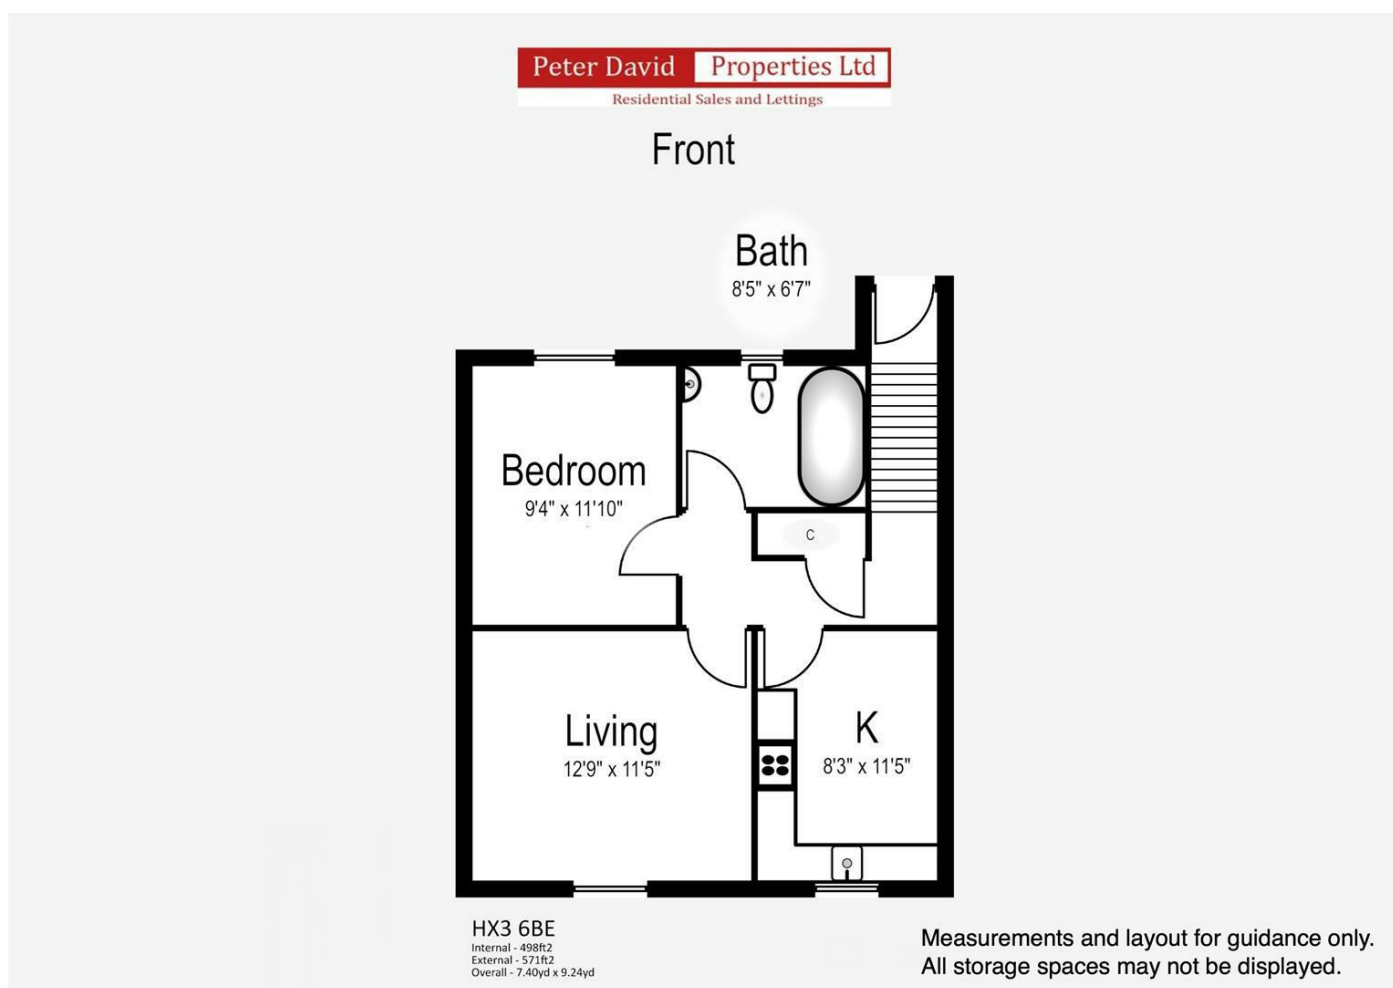 Peter David Properties Ltd
Residential Sales and Lettings
Front
Bath
8'5" x 6'7"
Bedroom
9'4" x 11'10"
C
Living
12'9" x 11'5"
K
8'3" x 11'5"
HX3 6BE
Internal - 498ft2
External - 571ft2
Overall - 7.40yd x 9.24yd
Measurements and layout for guidance only.
All storage spaces may not be displayed.